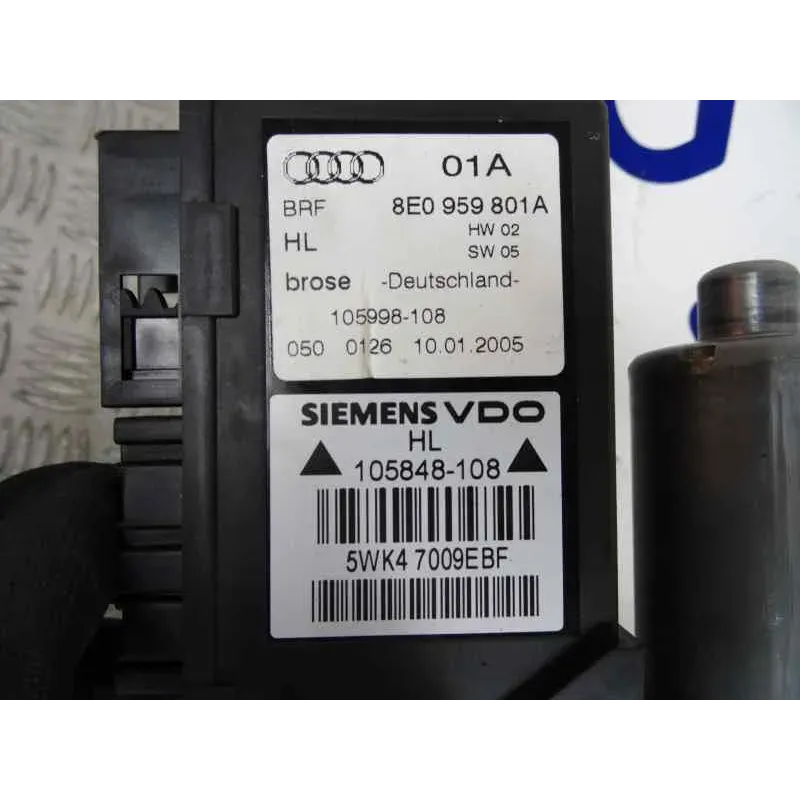 01A
BRF 8E0 959 801A
HL HW 02
SW 05
brose -Deutschland-
105998-108
050 0126 10.01.2005
SIEMENS VDO
HL
105848-108
5WK4 7009EBF